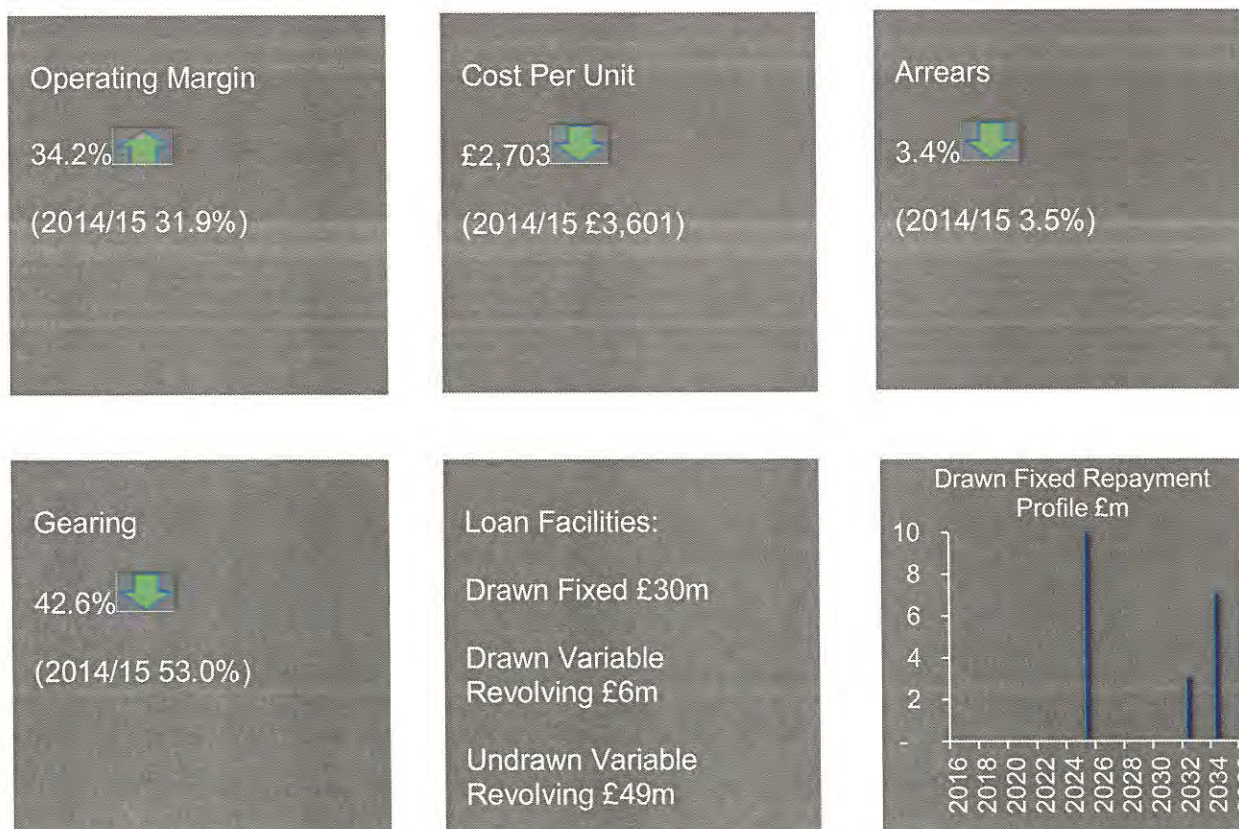 Operating Margin
34.2%
(2014/15 31.9%)
Cost Per Unit
£2,703
(2014/15 £3,601)
Arrears
3.4%
(2014/15 3.5%)
Gearing
42.6%
(2014/15 53.0%)
Loan Facilities:
Drawn Fixed £30m
Drawn Variable
Revolving £6m
Undrawn Variable
Revolving £49m
Drawn Fixed Repayment
Profile £m
10
8
6
4
2
-
2016
2018
2020
2022
2024
2026
2028
2030
2032
2034